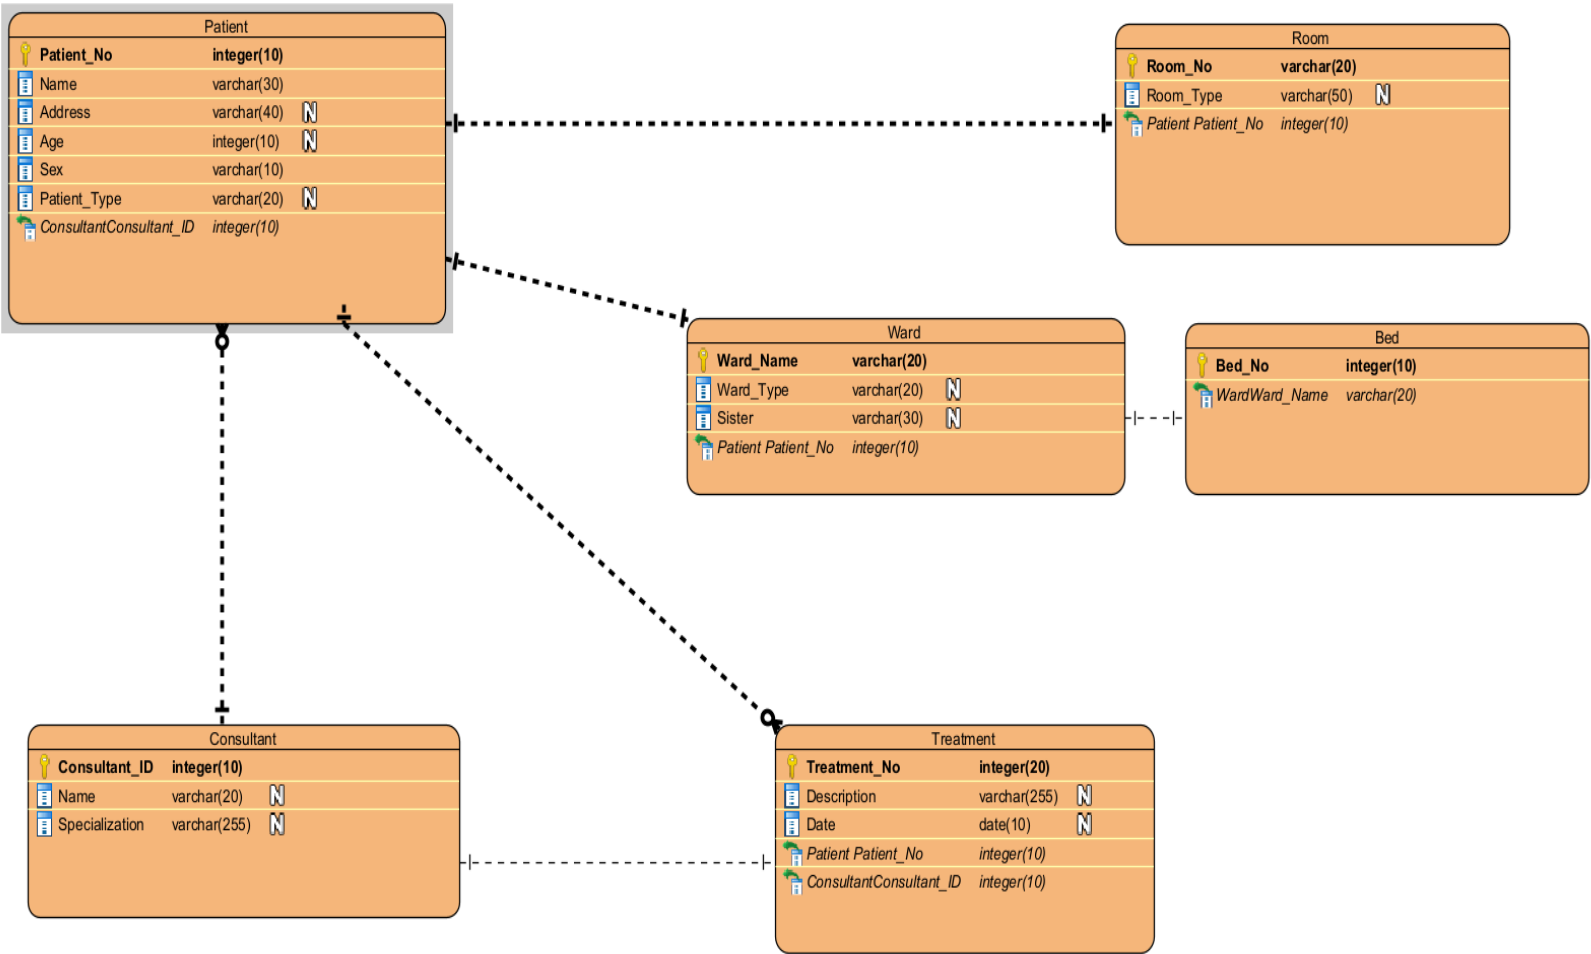 Patient
Patient_No integer(10)
Name varchar(30)
Address varchar(40) N
Age integer(10) N
Sex varchar(10)
Patient_Type varchar(20) N
ConsultantConsultant_ID integer(10)
Room
Room_No varchar(20)
Room_Type varchar(50) N
Patient Patient_No integer(10)
Ward
Ward_Name varchar(20)
Ward_Type varchar(20) N
Sister varchar(30) N
Patient Patient_No integer(10)
Bed
Bed_No integer(10)
WardWard_Name varchar(20)
Consultant
Consultant_ID integer(10)
Name varchar(20) N
Specialization varchar(255) N
Treatment
Treatment_No integer(20)
Description varchar(255) N
Date date(10) N
Patient Patient_No integer(10)
ConsultantConsultant_ID integer(10)